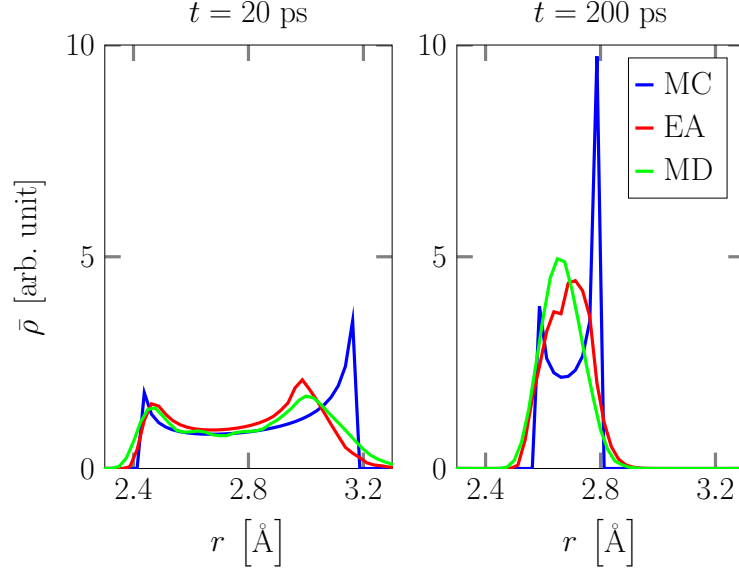 t = 20 ps
t = 200 ps
10
5
0
ρ̄ [arb. unit]
2.4 2.8 3.2
r [Å]
10
5
0
2.4 2.8 3.2
r [Å]
MC
EA
MD